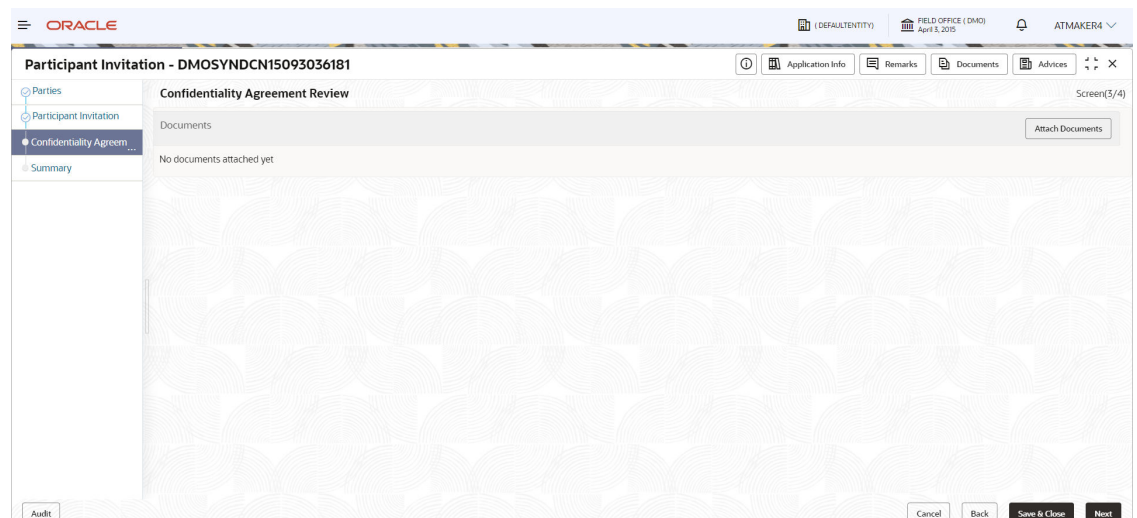 ORACLE
( DEFAULTENTITY)
FIELD OFFICE ( DMO)
April 3, 2015
ATMAKER4
Participant Invitation - DMOSYNDCN15093036181
Application Info
Remarks
Documents
Advices
Parties
Participant Invitation
Confidentiality Agreem...
Summary
Confidentiality Agreement Review
Screen(3/4)
Documents
Attach Documents
No documents attached yet
Audit
Cancel
Back
Save & Close
Next